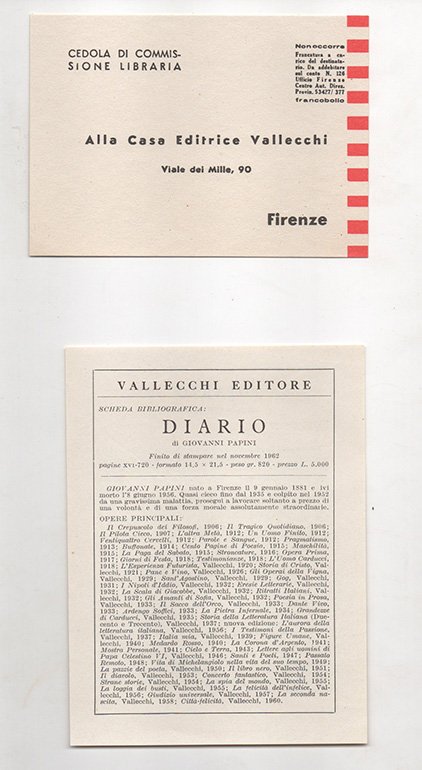 CEDOLA DI COMMIS-
SIONE LIBRARIA
Non occorre
Francatura a ca-
rico del destinata-
rio. Da addebitare
sul conto N. 126
Ufficio Firenze
Centro Aut. Direz.
Provin. 53427/377
francobollo
Alla Casa Editrice Vallecchi
Viale dei Mille, 90
Firenze
VALLECCHI EDITORE
SCHEDA BIBLIOGRAFICA:
DIARIO
di GIOVANNI PAPINI
Finito di stampare nel novembre 1962
pagine XVI-720 - formato 14,5 × 21,5 - peso gr. 820 - prezzo L. 5.000
GIOVANNI PAPINI nato a Firenze il 9 gennaio 1881 e ivi
morto l'8 giugno 1956. Quasi cieco fino dal 1935 e colpito nel 1952
da una gravissima malattia, proseguì a lavorare soltanto a prezzo di
una volontà e di una forza morale assolutamente straordinarie.
OPERE PRINCIPALI:
Il Crepuscolo dei Filosofi, 1906; Il Tragico Quotidiano, 1906;
Il Pilota Cieco, 1907; L'altra Metà, 1912; Un Uomo Finito, 1912;
Ventiquattro Cervelli, 1912; Parole e Sangue, 1912; Pragmatismo,
1913; Buffonate, 1914; Cento Pagine di Poesia, 1915; Maschilità,
1915; La Paga del Sabato, 1915; Stroncature, 1916; Opera Prima,
1917; Giorni di Festa, 1918; Testimonianze, 1918; L'Uomo Carducci,
1918; L'Esperienza Futurista, Vallecchi, 1920; Storia di Cristo, Val-
lecchi, 1921; Pane e Vino, Vallecchi, 1926; Gli Operai della Vigna,
Vallecchi, 1929; Sant'Agostino, Vallecchi, 1929; Gog, Vallecchi,
1931; I Nipoti d'Iddio, Vallecchi, 1932; Eresie Letterarie, Vallecchi,
1932; La Scala di Giacobbe, Vallecchi, 1932; Ritratti Italiani, Val-
lecchi, 1932; Gli Amanti di Sofia, Vallecchi, 1932; Poesia in Prosa,
Vallecchi, 1933; Il Sacco dell'Orco, Vallecchi, 1933; Dante Vivo,
1933; Ardengo Soffici, 1933; La Pietra Infernale, 1934; Grandezze
di Carducci, Vallecchi, 1935; Storia della Letteratura Italiana (Due-
cento e Trecento), Vallecchi, 1937; nuova edizione: L'aurora della
letteratura italiana, Vallecchi, 1956; I Testimoni della Passione,
Vallecchi, 1937; Italia mia, Vallecchi, 1939; Figure Umane, Val-
lecchi, 1940; Medardo Rosso, 1940; La Corona d'Argento, 1941;
Mostra Personale, 1941; Cielo e Terra, 1943; Lettere agli uomini di
Papa Celestino VI, Vallecchi, 1946; Santi e Poeti, 1947; Passato
Remoto, 1948; Vita di Michelangiolo nella vita del suo tempo, 1949;
Le pazzie del poeta, Vallecchi, 1950; Il libro nero, Vallecchi, 1951;
Il diavolo, Vallecchi, 1953; Concerto fantastico, Vallecchi, 1954;
Strane storie, Vallecchi, 1954; La spia del mondo, Vallecchi, 1955;
La loggia dei busti, Vallecchi, 1955; La felicità dell'infelice, Val-
lecchi, 1956; Giudizio universale, Vallecchi, 1957; La seconda na-
scita, Vallecchi, 1958; Città-felicità, Vallecchi, 1960.